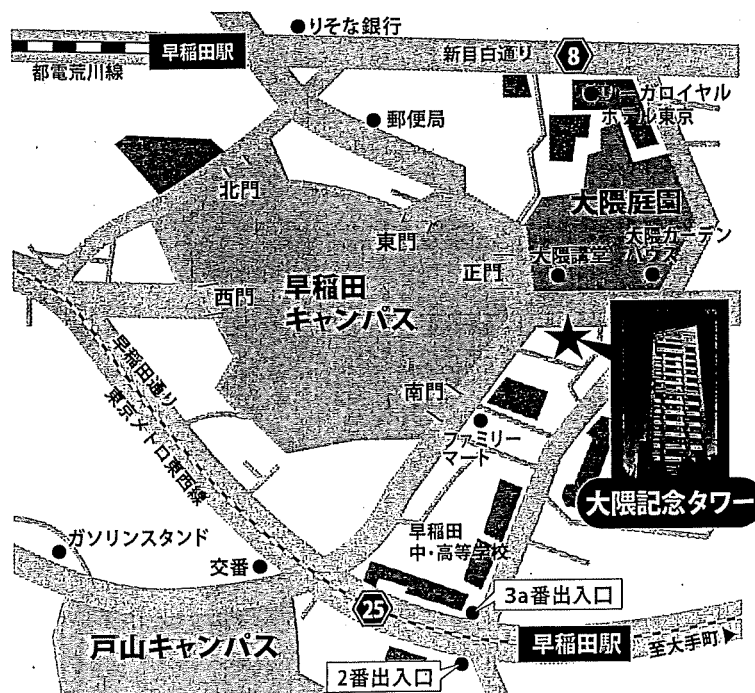 りそな銀行
早稲田駅
新目白通り
8
都電荒川線
リーガロイヤル
ホテル東京
郵便局
北門
大隈庭園
東門
大隈ガーデン
ハウス
大隈講堂
正門
西門
早稲田
キャンパス
早稲田通り
東京メトロ東西線
南門
ファミリー
マート
大隈記念タワー
ガソリンスタンド
早稲田
中・高等学校
交番
3a番出入口
25
戸山キャンパス
早稲田駅
至大手町
2番出入口